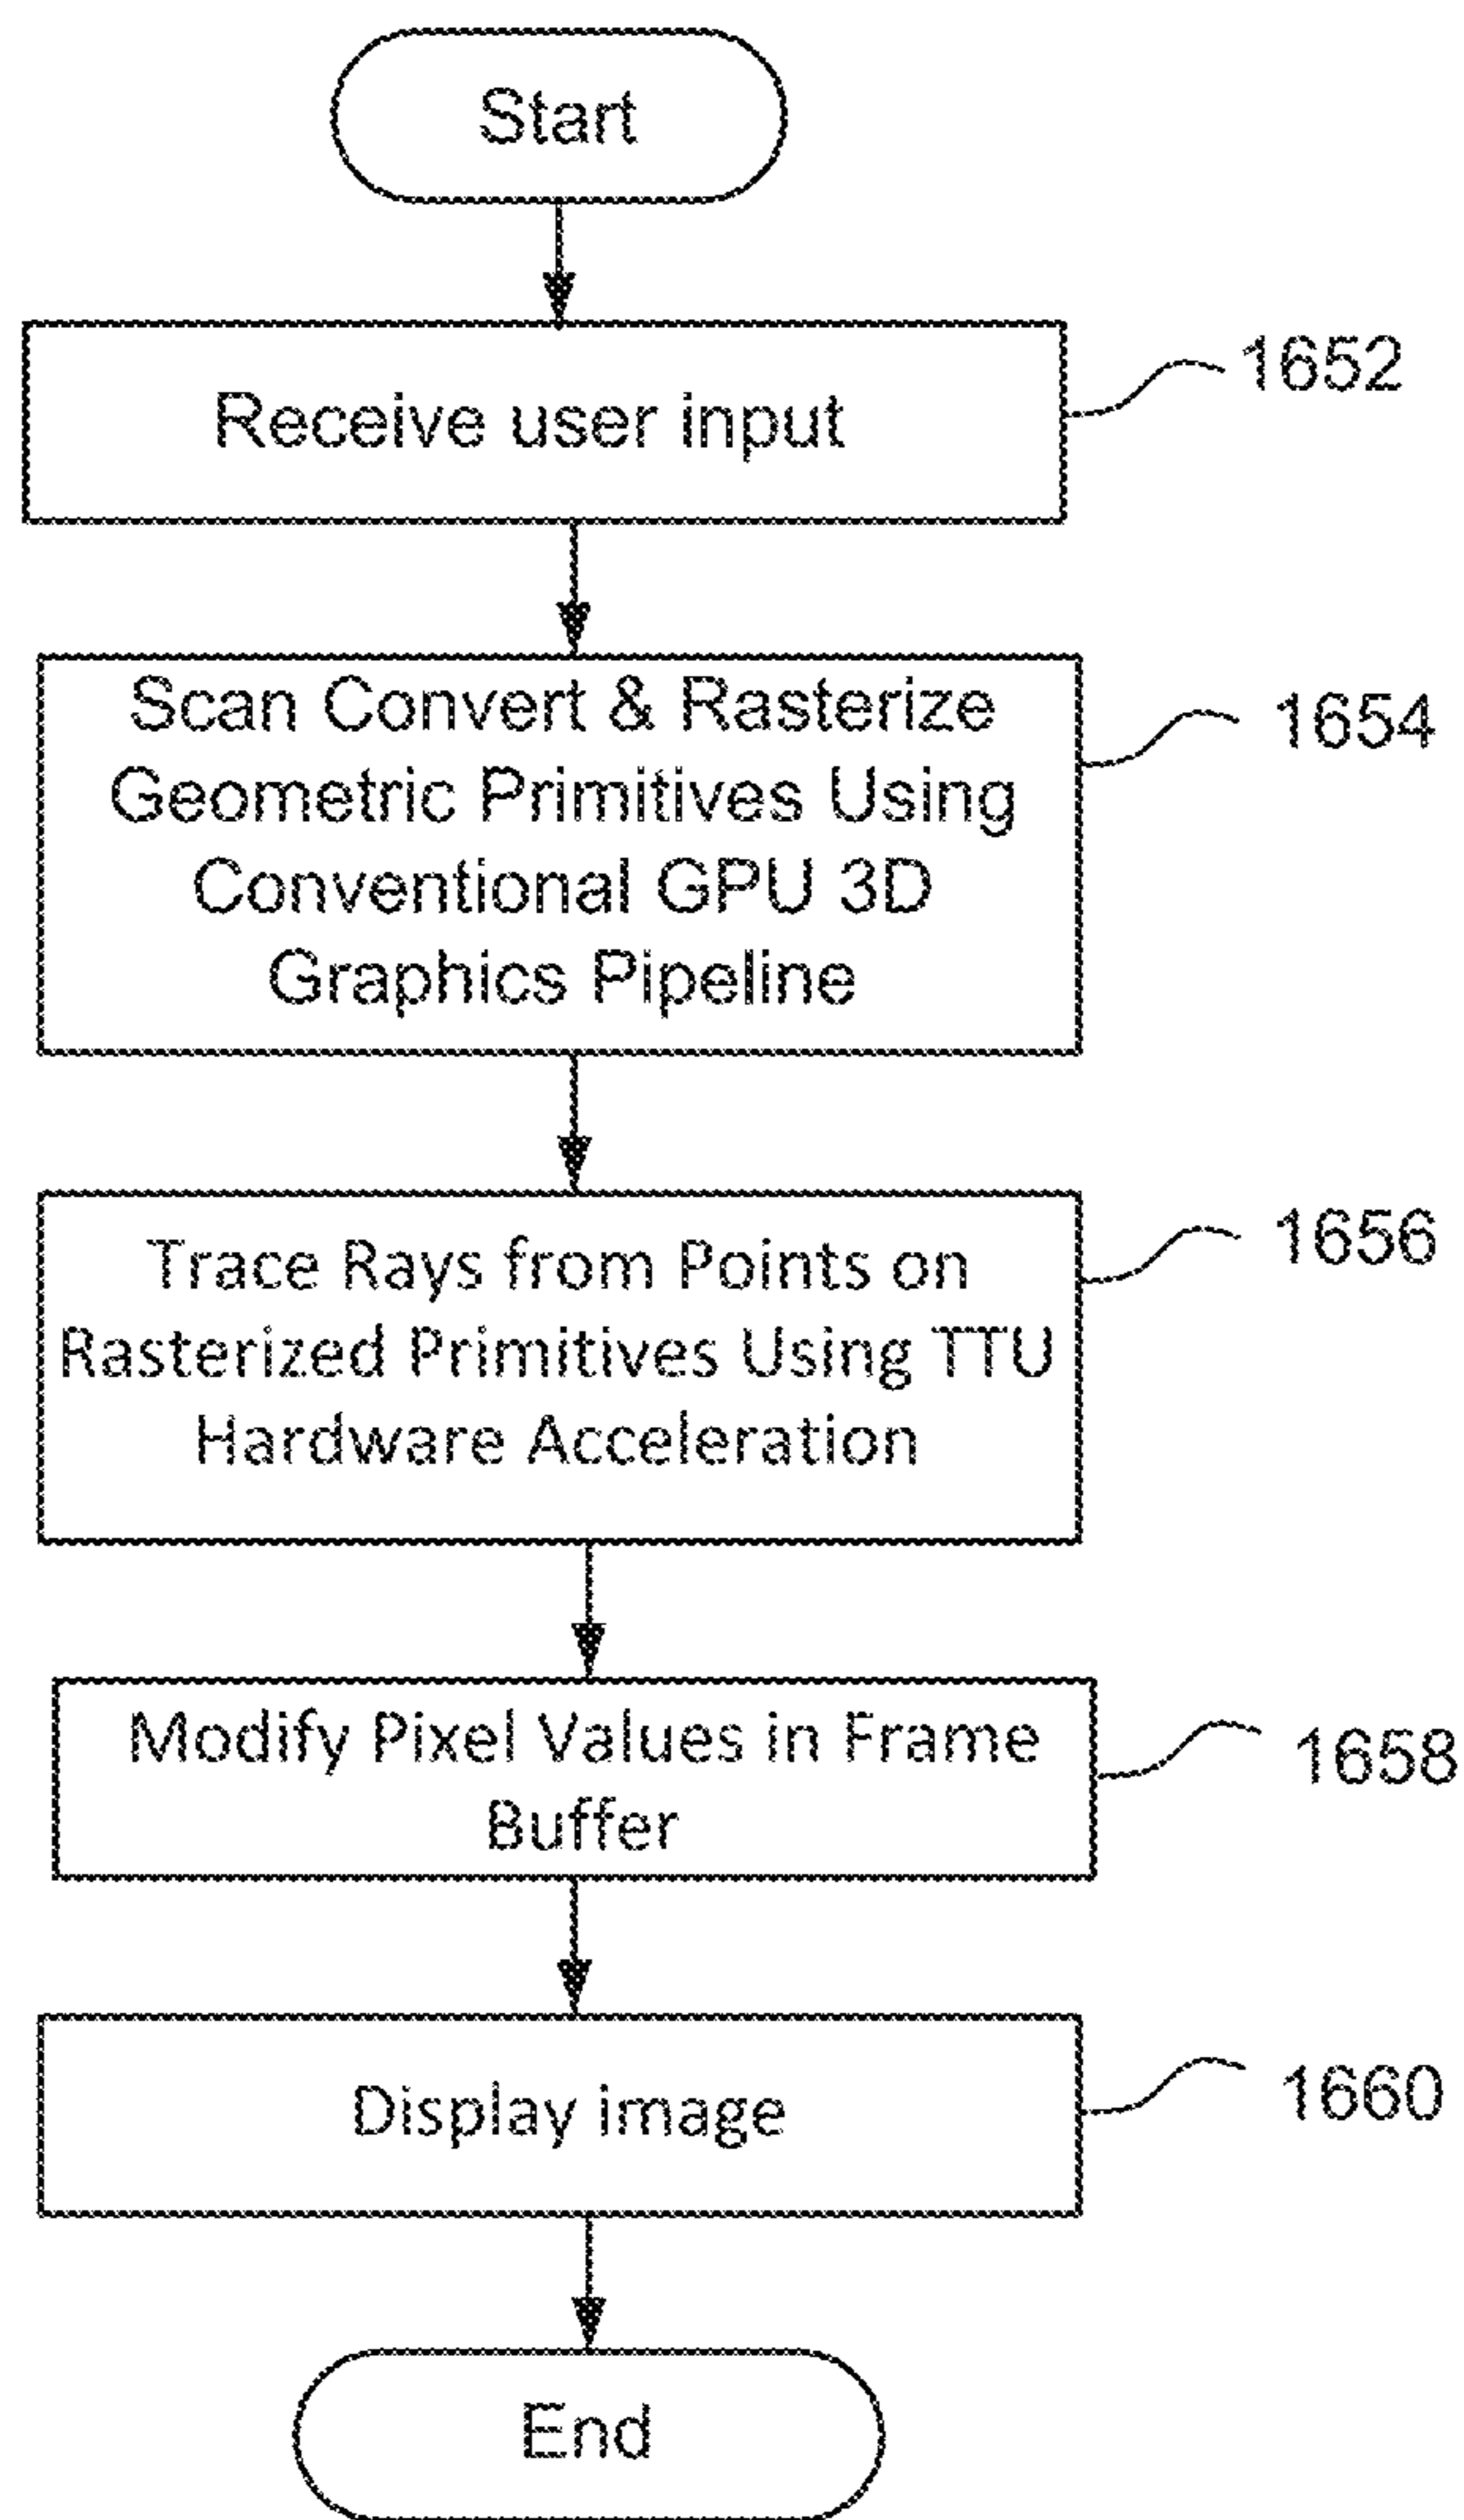 Start
Receive user input
1652
Scan Convert & Rasterize
Geometric Primitives Using
Conventional GPU 3D
Graphics Pipeline
1654
Trace Rays from Points on
Rasterized Primitives Using TTU
Hardware Acceleration
1656
Modify Pixel Values in Frame
Buffer
1658
Display image
1660
End